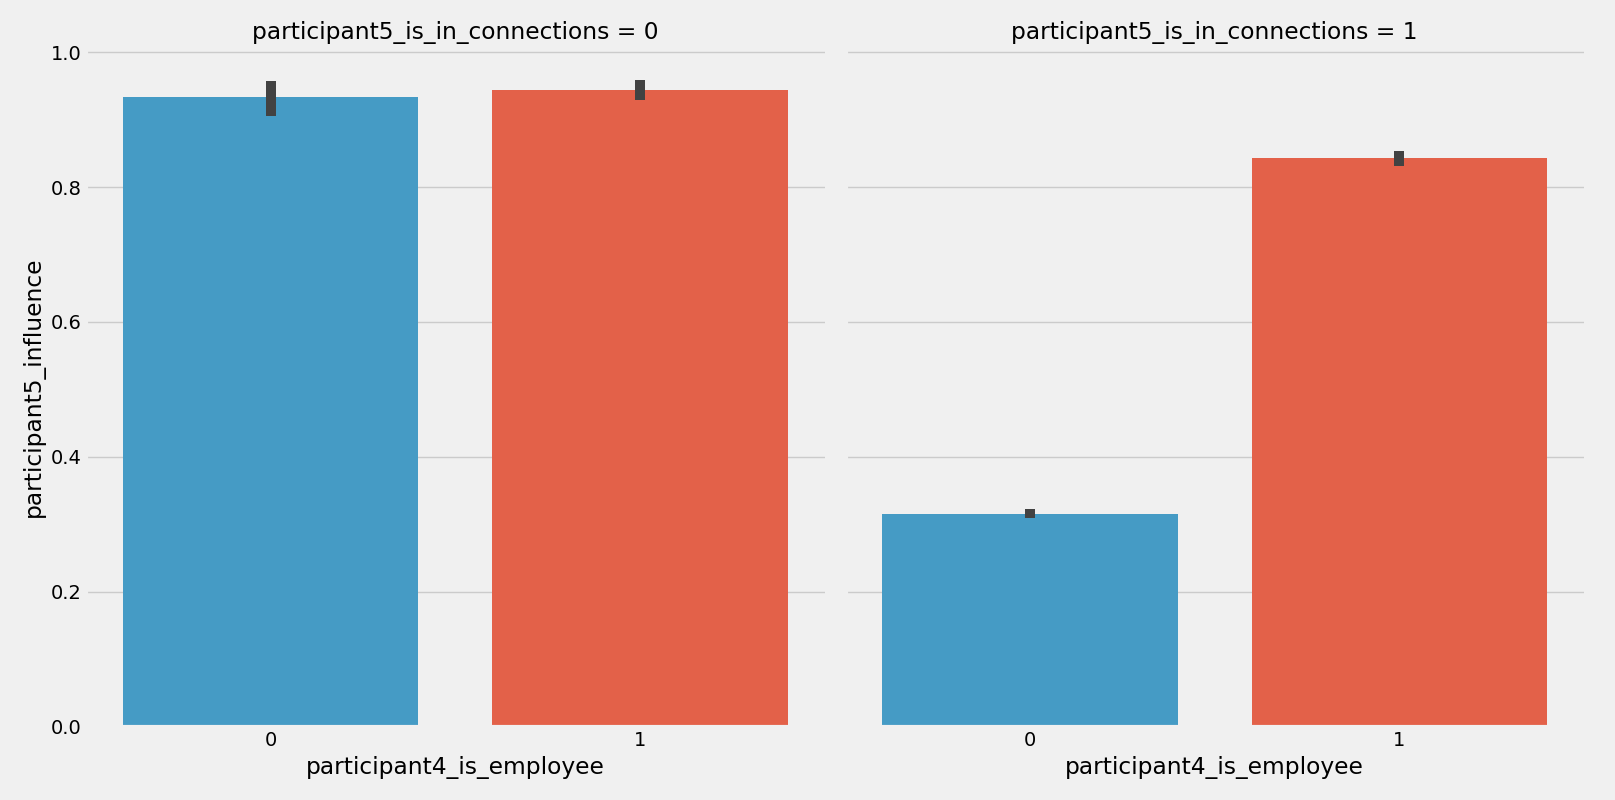 participant5_is_in_connections = 0
participant5_is_in_connections = 1
participant5_influence
1.0
0.8
0.6
0.4
0.2
0.0
0
1
0
1
participant4_is_employee
participant4_is_employee